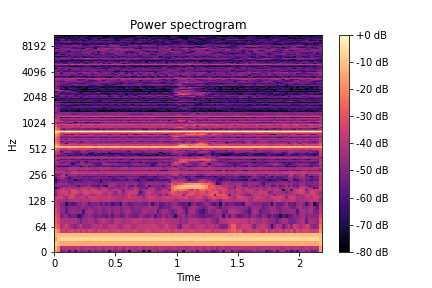 Power spectrogram
8192
4096
2048
1024
512
256
128
64
0
Hz
0
0.5
1
1.5
2
Time
+0 dB
-10 dB
-20 dB
-30 dB
-40 dB
-50 dB
-60 dB
-70 dB
-80 dB